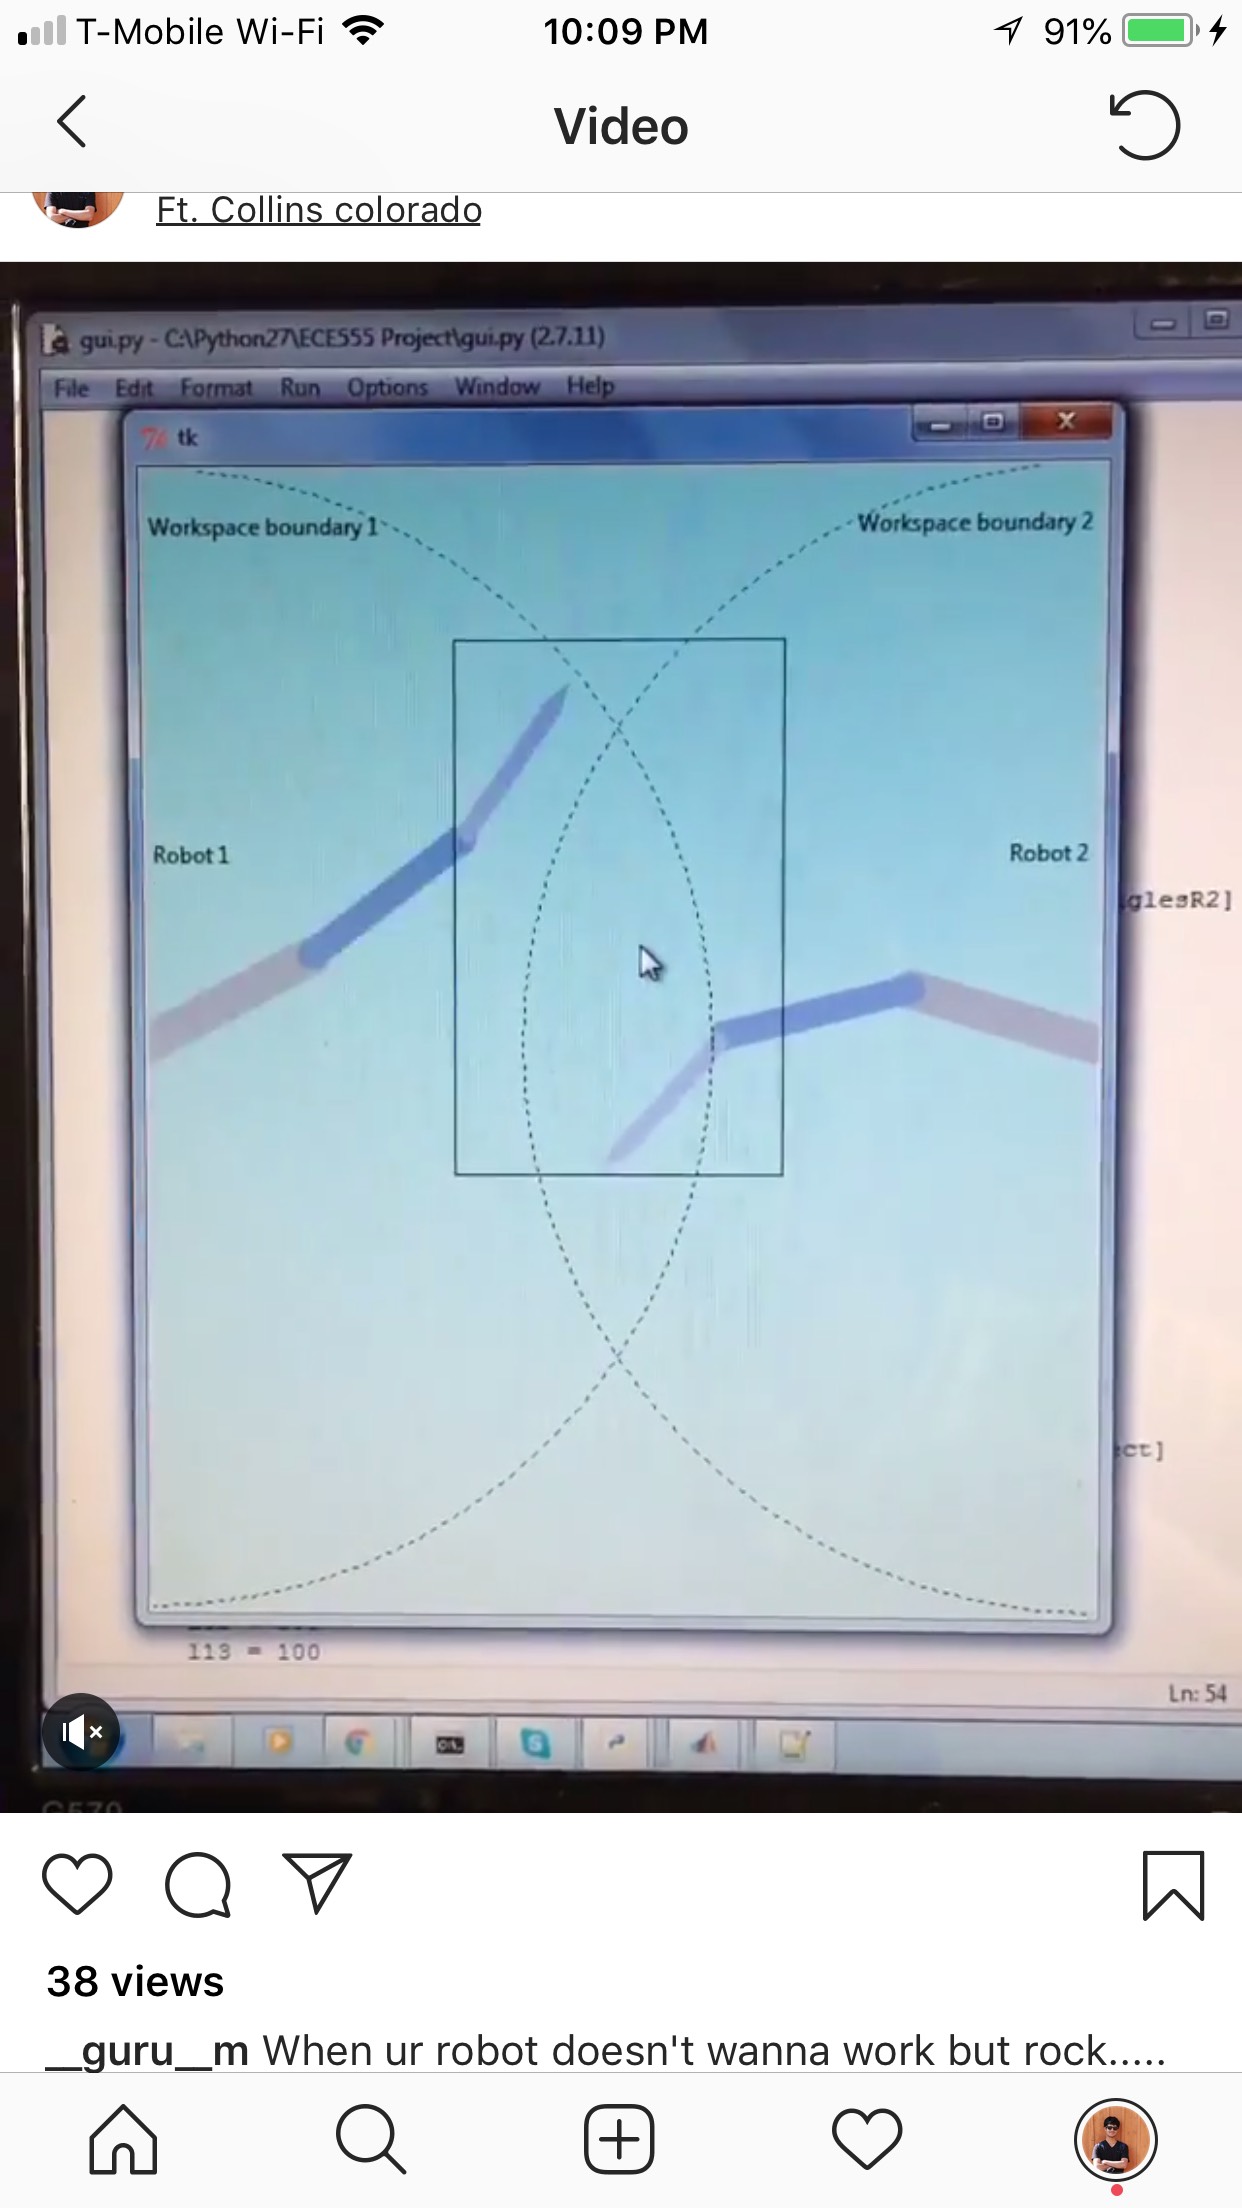 T-Mobile Wi-Fi 10:09 PM 91%
Video
Ft. Collins colorado
gui.py - C:\Python27\ECE555 Project\gui.py (2.7.11)
File Edit Format Run Options Window Help
tk
Workspace boundary 1
Workspace boundary 2
Robot 1
Robot 2
glesR2]
ct]
113 = 100
Ln: 54
G570
38 views
__guru__m When ur robot doesn't wanna work but rock.....